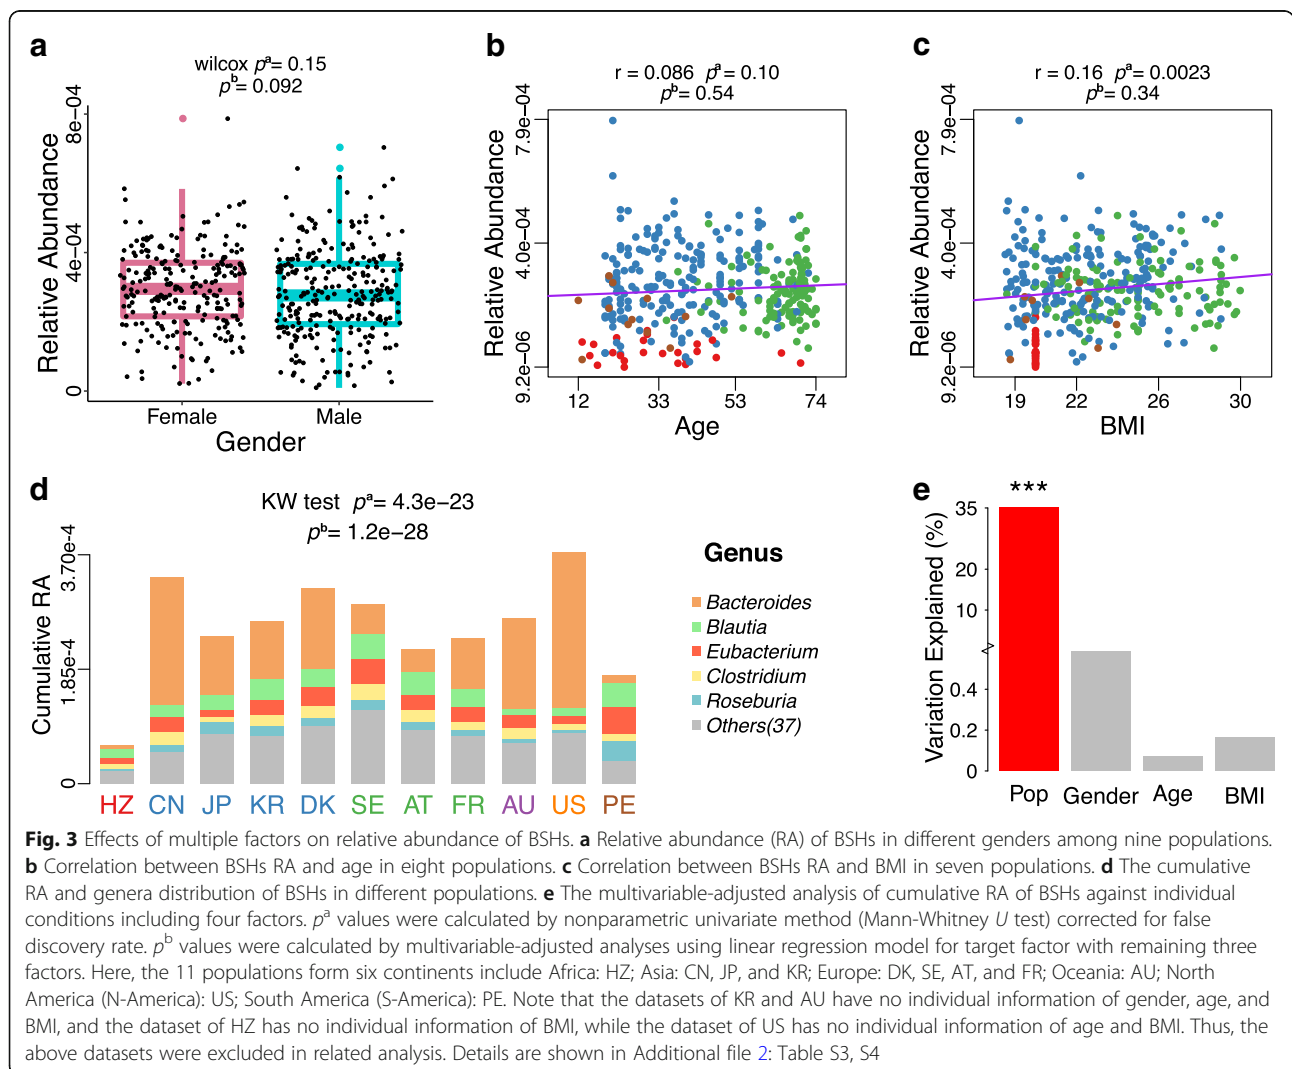 a
wilcox pᵃ= 0.15
pᵇ= 0.092
Relative Abundance
8e−04
4e−04
0
Female Male
Gender
b
r = 0.086 pᵃ= 0.10
pᵇ= 0.54
Relative Abundance
7.9e−04
4.0e−04
9.2e−06
12 33 53 74
Age
c
r = 0.16 pᵃ= 0.0023
pᵇ= 0.34
Relative Abundance
7.9e−04
4.0e−04
9.2e−06
19 22 26 30
BMI
d
KW test pᵃ= 4.3e−23
pᵇ= 1.2e−28
Cumulative RA
3.70e-4
1.85e-4
0
HZ CN JP KR DK SE AT FR AU US PE
Genus
Bacteroides
Blautia
Eubacterium
Clostridium
Roseburia
Others(37)
e
***
Variation Explained (%)
35
20
10
0.4
0.2
0
Pop Gender Age BMI
Fig. 3 Effects of multiple factors on relative abundance of BSHs. a Relative abundance (RA) of BSHs in different genders among nine populations.
b Correlation between BSHs RA and age in eight populations. c Correlation between BSHs RA and BMI in seven populations. d The cumulative
RA and genera distribution of BSHs in different populations. e The multivariable-adjusted analysis of cumulative RA of BSHs against individual
conditions including four factors. pᵃ values were calculated by nonparametric univariate method (Mann-Whitney U test) corrected for false
discovery rate. pᵇ values were calculated by multivariable-adjusted analyses using linear regression model for target factor with remaining three
factors. Here, the 11 populations form six continents include Africa: HZ; Asia: CN, JP, and KR; Europe: DK, SE, AT, and FR; Oceania: AU; North
America (N-America): US; South America (S-America): PE. Note that the datasets of KR and AU have no individual information of gender, age, and
BMI, and the dataset of HZ has no individual information of BMI, while the dataset of US has no individual information of age and BMI. Thus, the
above datasets were excluded in related analysis. Details are shown in Additional file 2: Table S3, S4